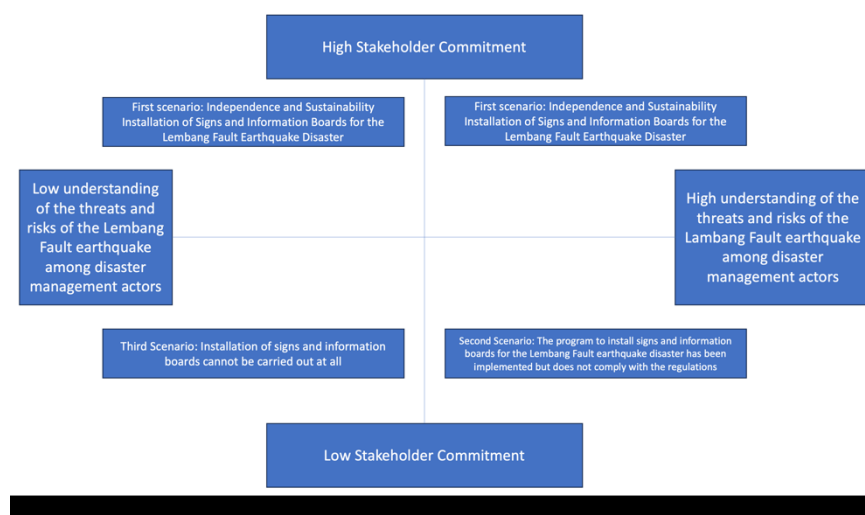 High Stakeholder Commitment
First scenario: Independence and Sustainability
Installation of Signs and Information Boards for the
Lembang Fault Earthquake Disaster
First scenario: Independence and Sustainability
Installation of Signs and Information Boards for the
Lembang Fault Earthquake Disaster
Low understanding
of the threats and
risks of the Lembang
Fault earthquake
among disaster
management actors
High understanding of the
threats and risks of the
Lambang Fault earthquake
among disaster
management actors
Third Scenario: Installation of signs and information
boards cannot be carried out at all
Second Scenario: The program to install signs and information
boards for the Lembang Fault earthquake disaster has been
implemented but does not comply with the regulations
Low Stakeholder Commitment